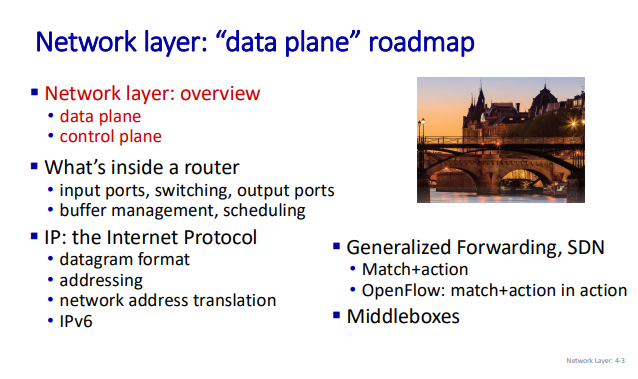 Network layer: “data plane” roadmap
▪ Network layer: overview
• data plane
• control plane
▪ What’s inside a router
• input ports, switching, output ports
• buffer management, scheduling
▪ IP: the Internet Protocol
• datagram format
• addressing
• network address translation
• IPv6
▪ Generalized Forwarding, SDN
• Match+action
• OpenFlow: match+action in action
▪ Middleboxes
Network Layer: 4-3